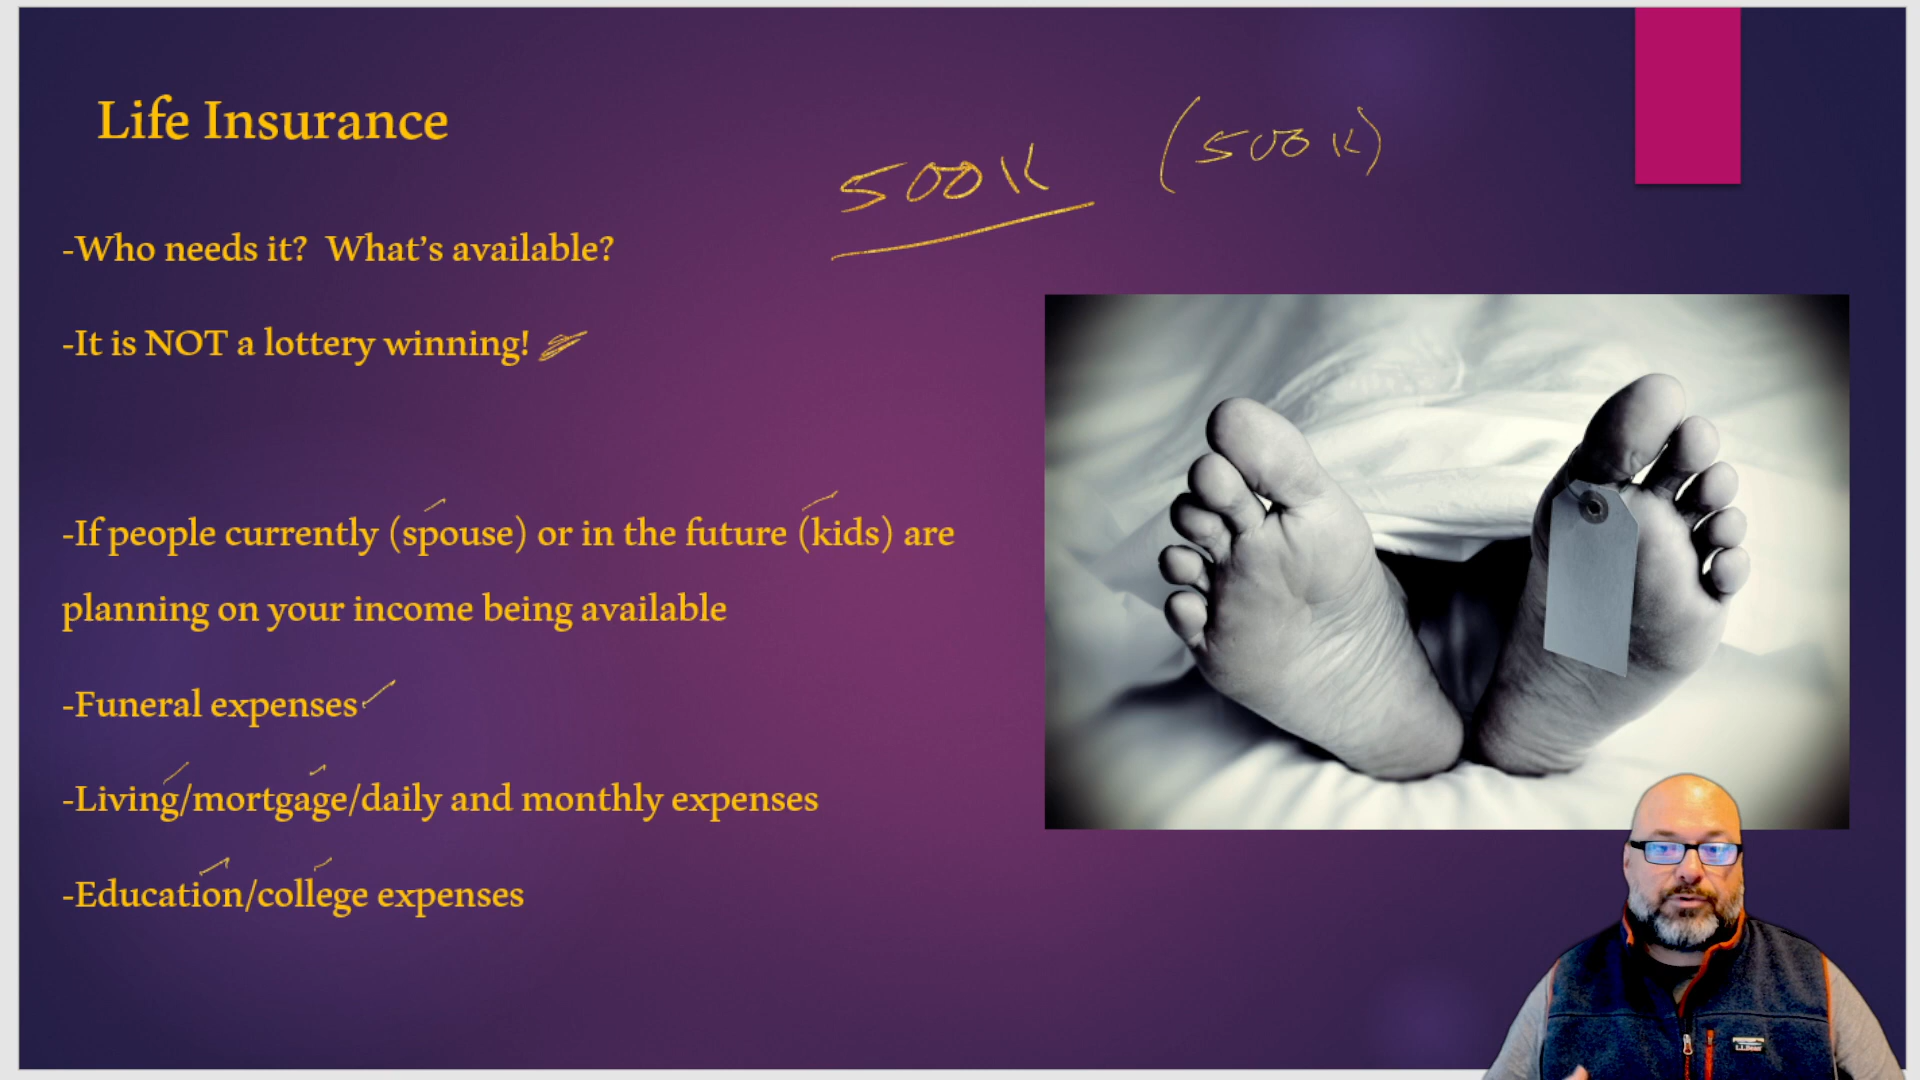 Life Insurance
500K (500K)
-Who needs it?  What’s available?
-It is NOT a lottery winning!
-If people currently (spouse) or in the future (kids) are
planning on your income being available
-Funeral expenses
-Living/mortgage/daily and monthly expenses
-Education/college expenses
L.L.Bean